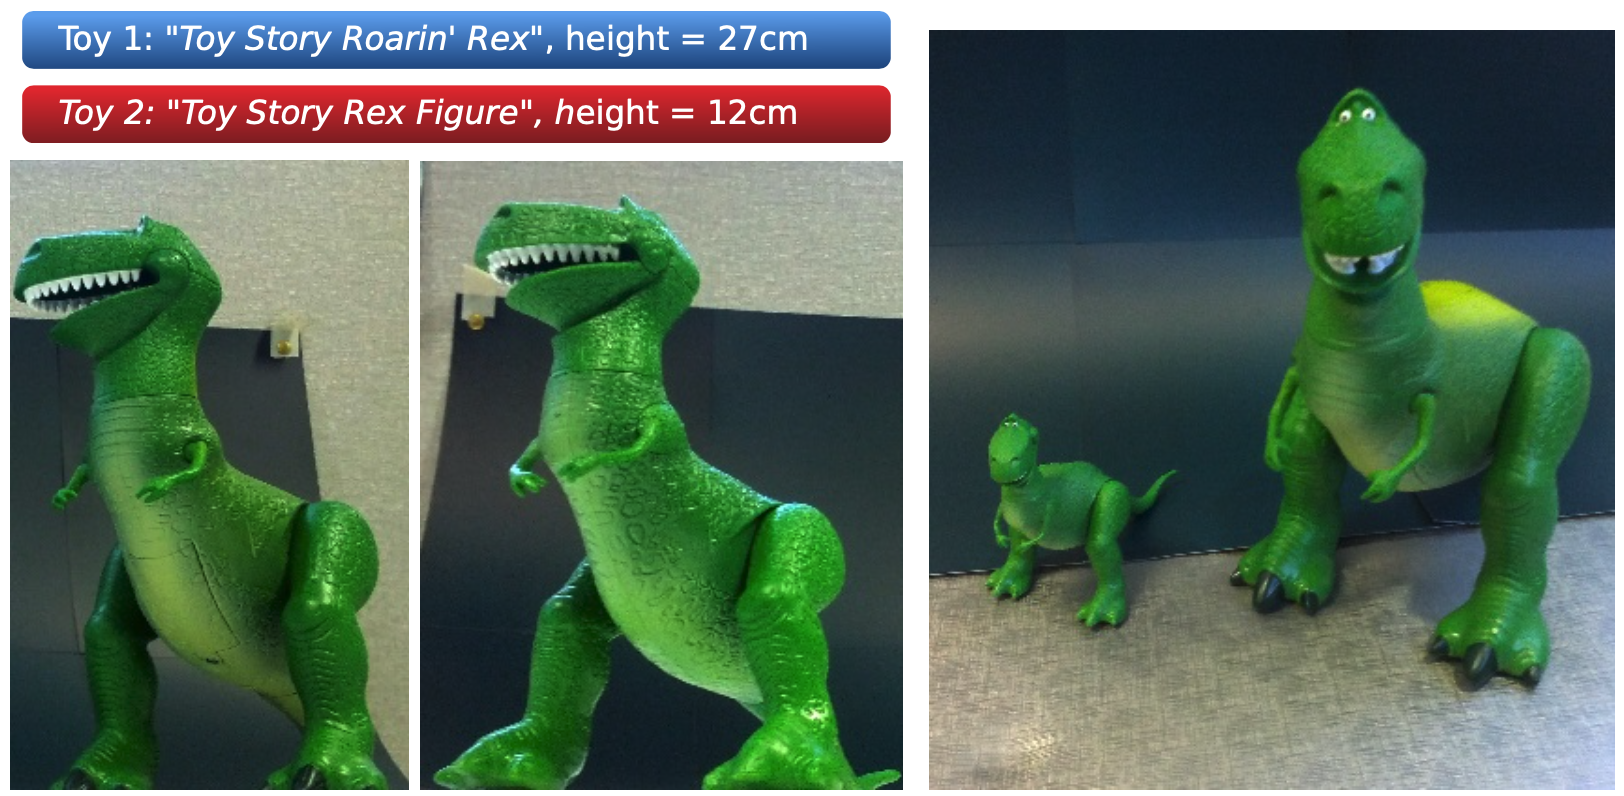 Toy 1: "Toy Story Roarin' Rex", height = 27cm
Toy 2: "Toy Story Rex Figure", height = 12cm